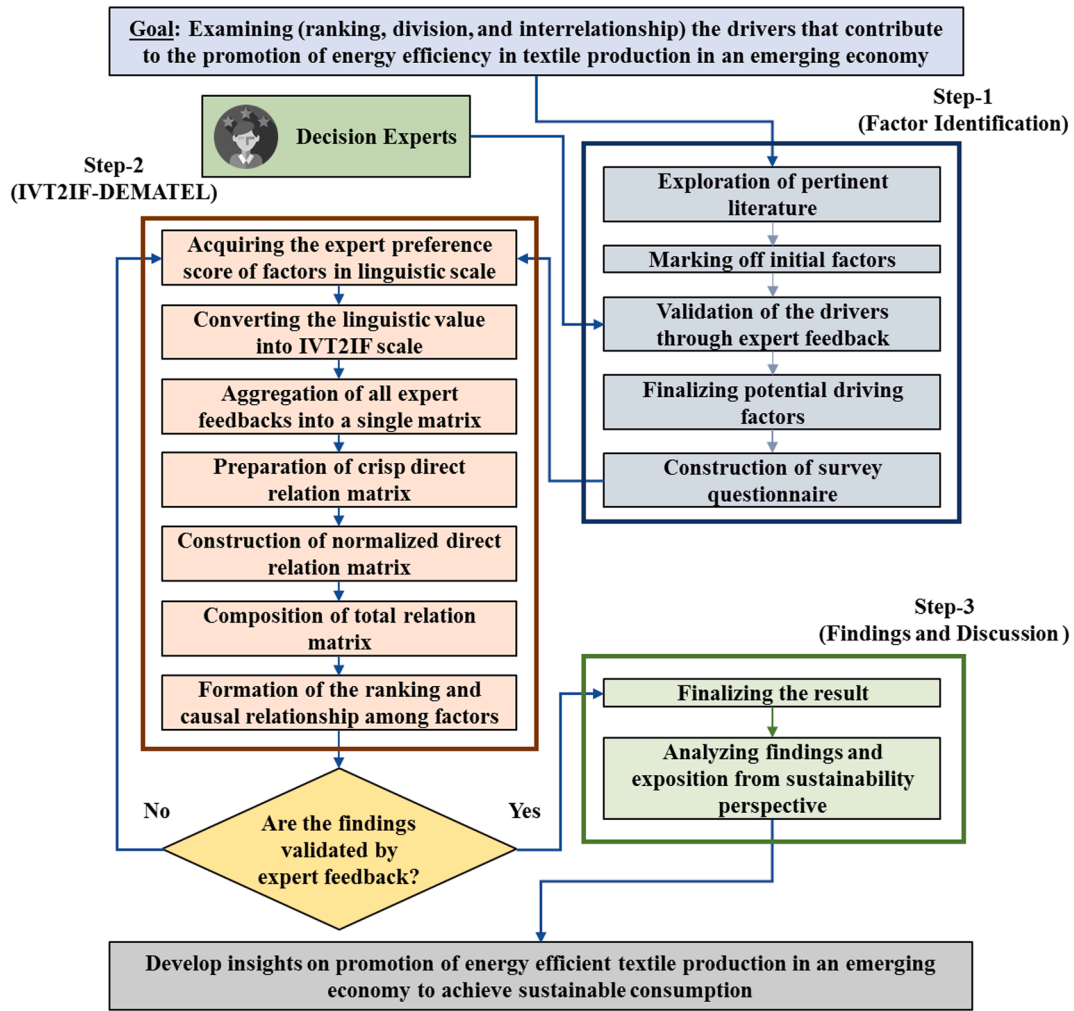 Goal: Examining (ranking, division, and interrelationship) the drivers that contribute
to the promotion of energy efficiency in textile production in an emerging economy
Step-1
(Factor Identification)
Decision Experts
Exploration of pertinent
literature
Marking off initial factors
Validation of the drivers
through expert feedback
Finalizing potential driving
factors
Construction of survey
questionnaire
Step-2
(IVT2IF-DEMATEL)
Acquiring the expert preference
score of factors in linguistic scale
Converting the linguistic value
into IVT2IF scale
Aggregation of all expert
feedbacks into a single matrix
Preparation of crisp direct
relation matrix
Construction of normalized direct
relation matrix
Composition of total relation
matrix
Formation of the ranking and
causal relationship among factors
No
Are the findings
validated by
expert feedback?
Yes
Step-3
(Findings and Discussion )
Finalizing the result
Analyzing findings and
exposition from sustainability
perspective
Develop insights on promotion of energy efficient textile production in an emerging
economy to achieve sustainable consumption